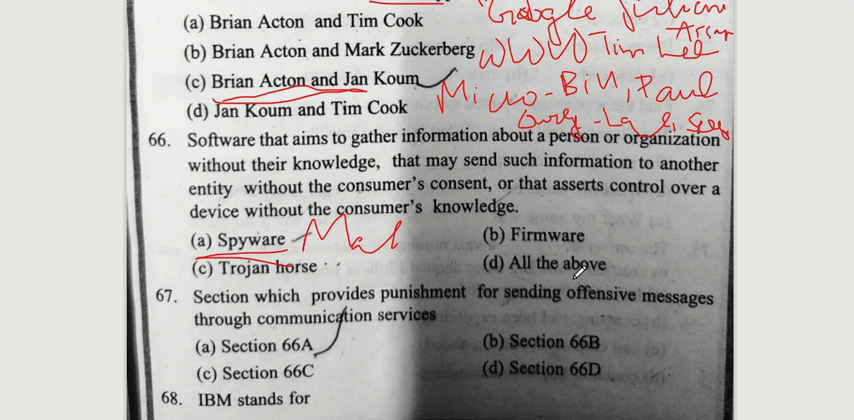 (a) Brian Acton and Tim Cook
(b) Brian Acton and Mark Zuckerberg
(c) Brian Acton and Jan Koum
(d) Jan Koum and Tim Cook
Google
WWW Tim Lee
Micro-Bill, Paul
66. Software that aims to gather information about a person or organization
without their knowledge, that may send such information to another
entity without the consumer's consent, or that asserts control over a
device without the consumer's knowledge.
(a) Spyware - Mal
(b) Firmware
(c) Trojan horse
(d) All the above
67. Section which provides punishment for sending offensive messages
through communication services
(a) Section 66A
(b) Section 66B
(c) Section 66C
(d) Section 66D
68. IBM stands for